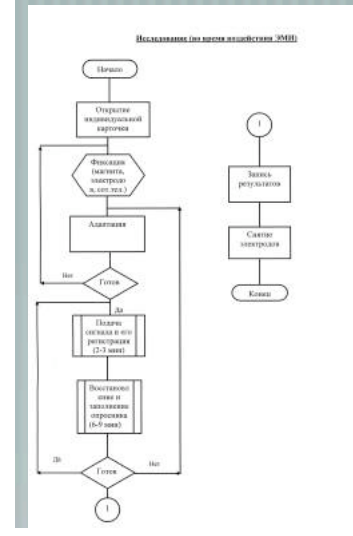 Исследование (во время воздействия ЭМИ)
Начало
Открытие
индивидуальной
карточки
Фиксация
(магнита,
электродо
в, сот.тел.)
Адаптация
Нет
Готов
Да
Подача
сигнала и его
регистрация
(2-3 мин)
Восстановл
ение и
заполнение
опросника
(6-9 мин)
Да
Готов
Нет
1
1
Запись
результатов
Снятие
электродов
Конец